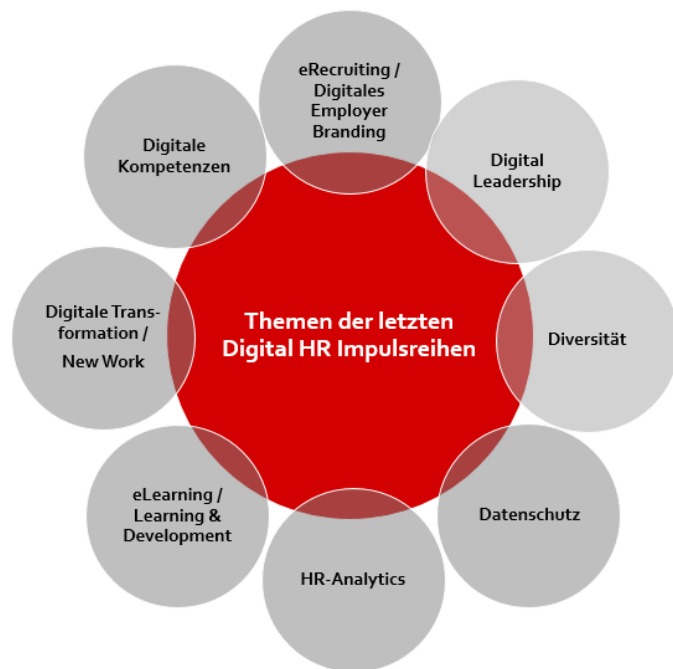 eRecruiting /
Digitales
Employer
Branding
Digital
Leadership
Diversität
Datenschutz
HR-Analytics
eLearning /
Learning &
Development
Digitale Trans-
formation /
New Work
Digitale
Kompetenzen
Themen der letzten
Digital HR Impulsreihen